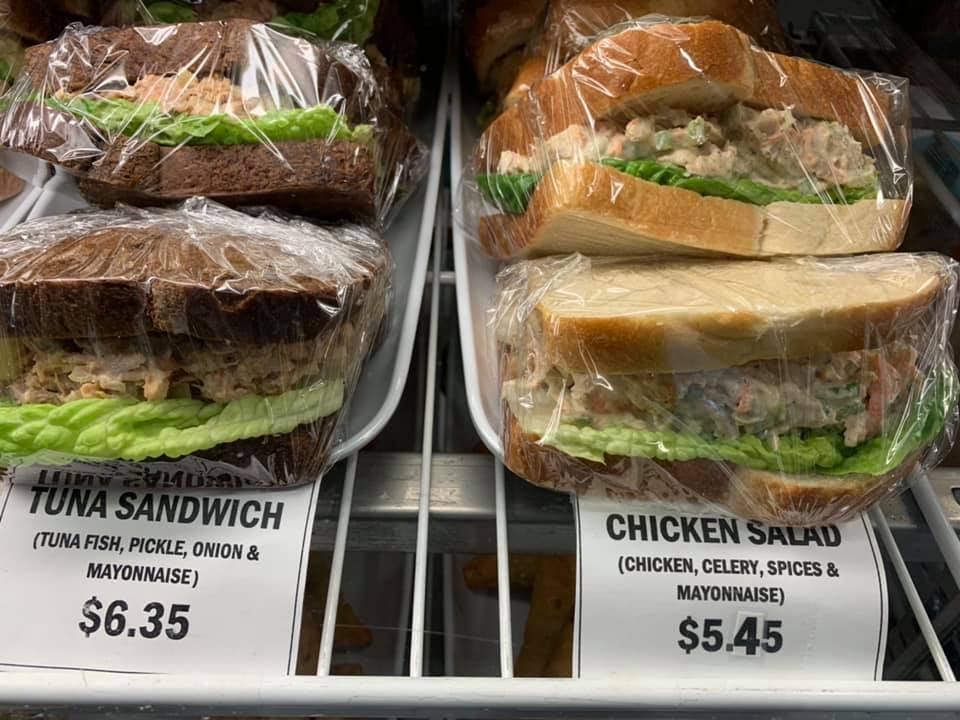 TUNA SANDWICH
(TUNA FISH, PICKLE, ONION &
MAYONNAISE)
$6.35
CHICKEN SALAD
(CHICKEN, CELERY, SPICES &
MAYONNAISE)
$5.45